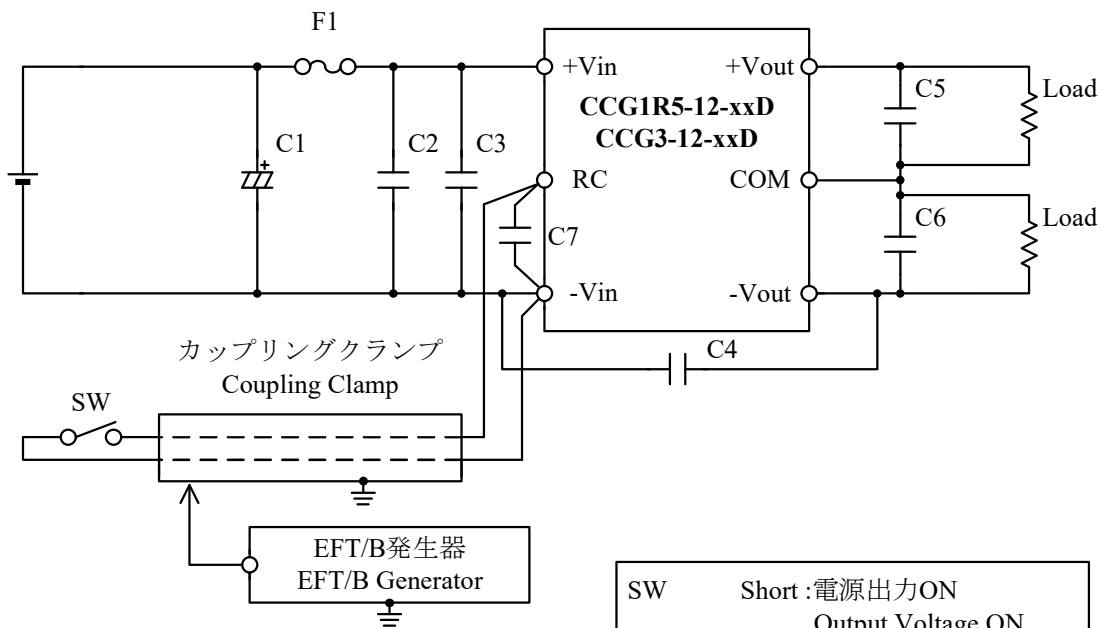 F1
+Vin
+Vout
CCG1R5-12-xxD
CCG3-12-xxD
C1
C2
C3
C5
Load
RC
COM
C7
C6
Load
-Vin
-Vout
C4
カップリングクランプ
Coupling Clamp
SW
EFT/B発生器
EFT/B Generator
SW Short :電源出力ON
Output Voltage ON